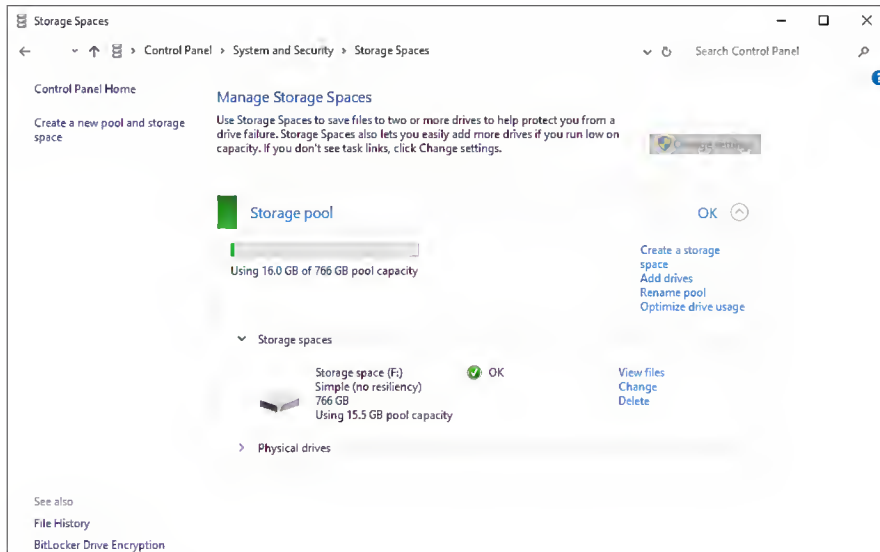 Storage Spaces
Control Panel > System and Security > Storage Spaces
Search Control Panel
Control Panel Home
Create a new pool and storage
space
Manage Storage Spaces
Use Storage Spaces to save files to two or more drives to help protect you from a
drive failure. Storage Spaces also lets you easily add more drives if you run low on
capacity. If you don't see task links, click Change settings.
Change settings
Storage pool
OK
Using 16.0 GB of 766 GB pool capacity
Create a storage
space
Add drives
Rename pool
Optimize drive usage
Storage spaces
Storage space (F:)
OK
Simple (no resiliency)
766 GB
Using 15.5 GB pool capacity
View files
Change
Delete
Physical drives
See also
File History
BitLocker Drive Encryption